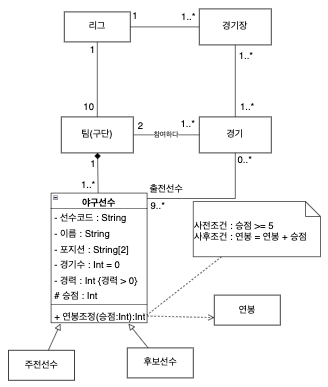 리그
1
1..*
경기장
1
1..*
10
1..*
팀(구단)
2
참여하다
1..*
경기
1
0..*
1..*
출전선수
9..*
야구선수
- 선수코드 : String
- 이름 : String
- 포지션 : String[2]
- 경기수 : Int = 0
- 경력 : Int {경력 > 0}
# 승점 : Int
+ 연봉조정(승점:Int):Int
사전조건 : 승점 >= 5
사후조건 : 연봉 = 연봉 + 승점
연봉
주전선수
후보선수